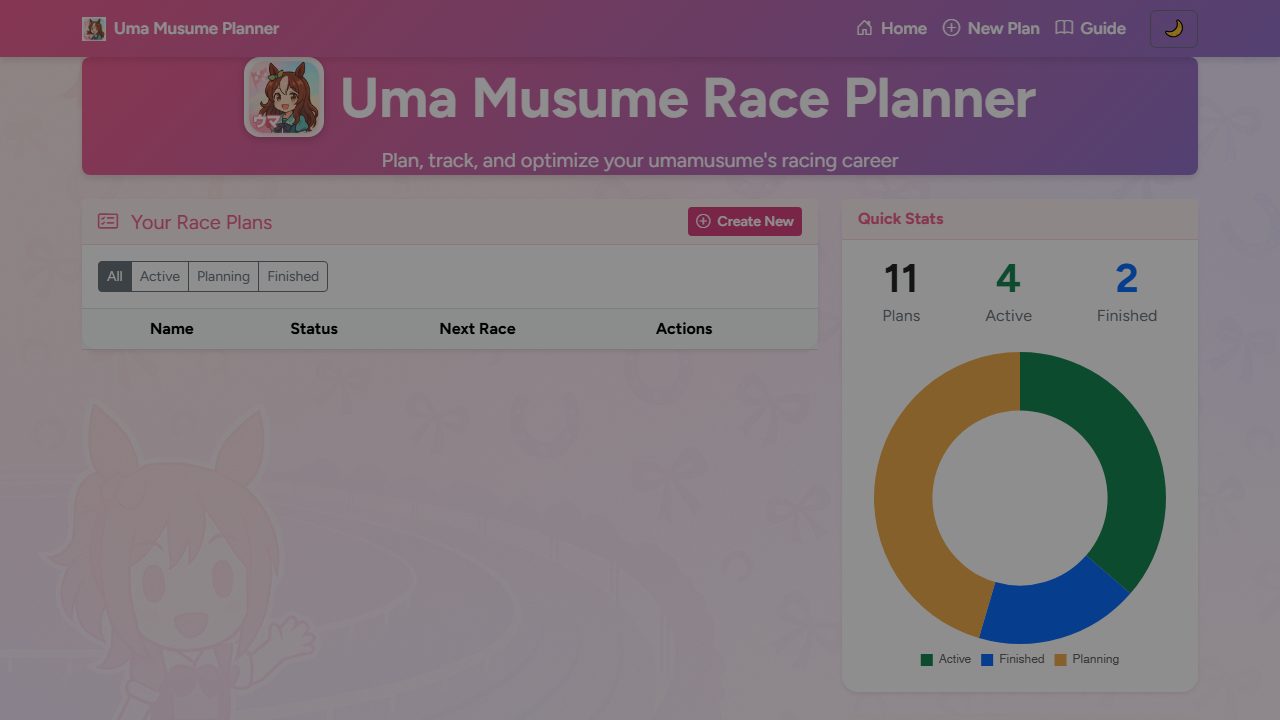 Uma Musume Planner
Home
New Plan
Guide
ウマ
Uma Musume Race Planner
Plan, track, and optimize your umamusume's racing career
Your Race Plans
Create New
All
Active
Planning
Finished
Name
Status
Next Race
Actions
Quick Stats
11
4
2
Plans
Active
Finished
Active
Finished
Planning